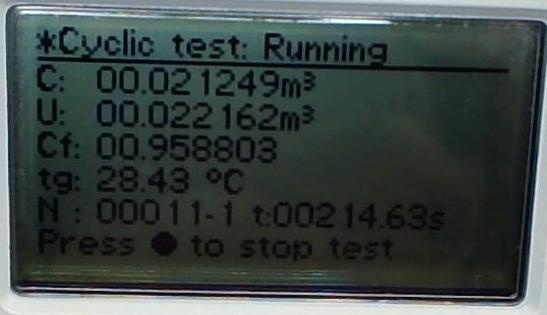 *Cyclic test: Running
C: 00.021249m³
U: 00.022162m³
Cf: 00.958803
tg: 28.43 °C
N : 00011-1 t:00214.63s
Press ● to stop test